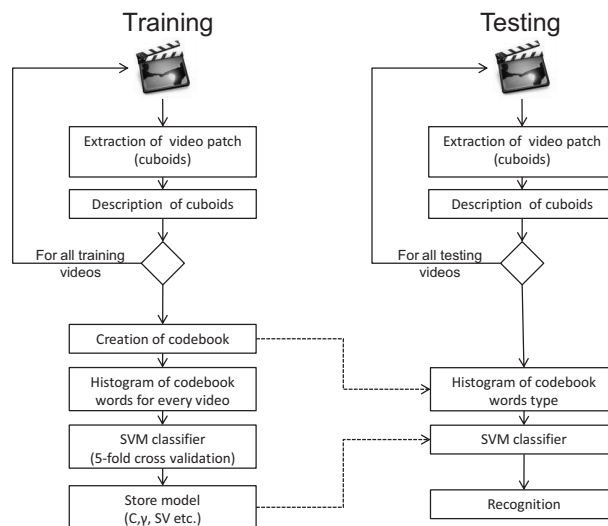 Training
Extraction of video patch
(cuboids)
Description of cuboids
For all training
videos
Creation of codebook
Histogram of codebook
words for every video
SVM classifier
(5-fold cross validation)
Store model
(C,γ, SV etc.)
Testing
Extraction of video patch
(cuboids)
Description of cuboids
For all testing
videos
Histogram of codebook
words type
SVM classifier
Recognition